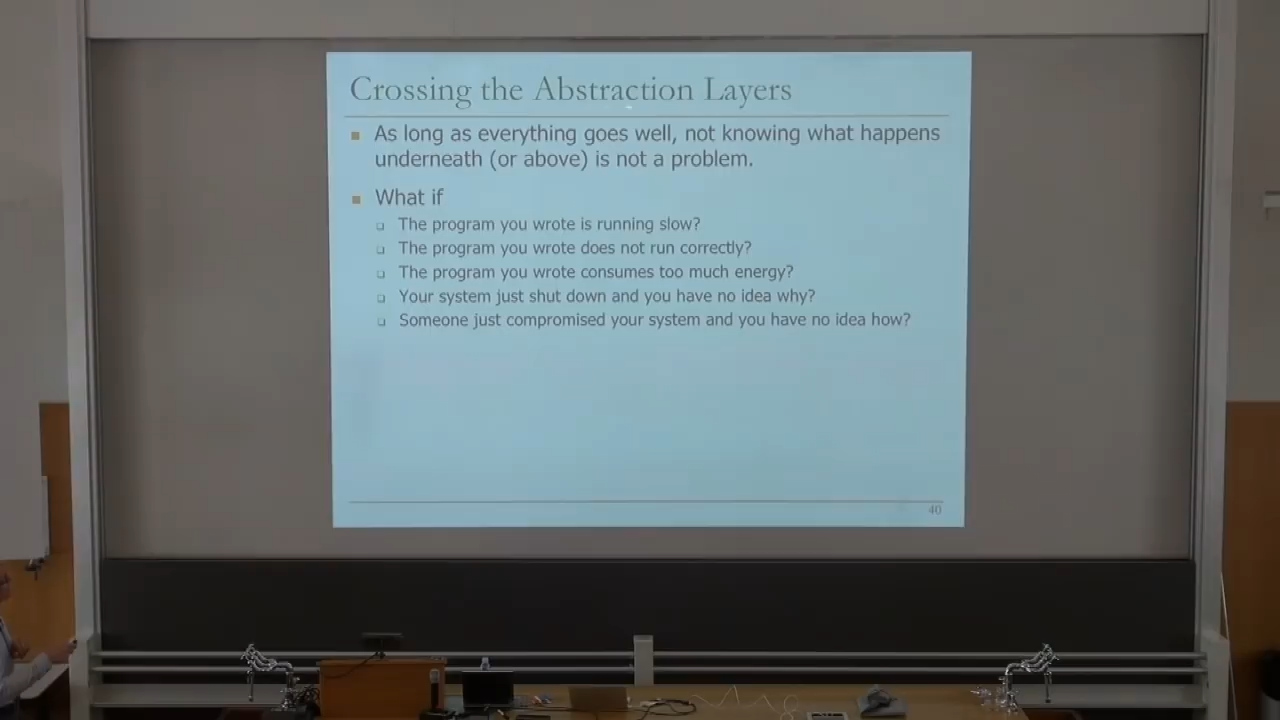 Crossing the Abstraction Layers
As long as everything goes well, not knowing what happens
underneath (or above) is not a problem.
What if
The program you wrote is running slow?
The program you wrote does not run correctly?
The program you wrote consumes too much energy?
Your system just shut down and you have no idea why?
Someone just compromised your system and you have no idea how?
40